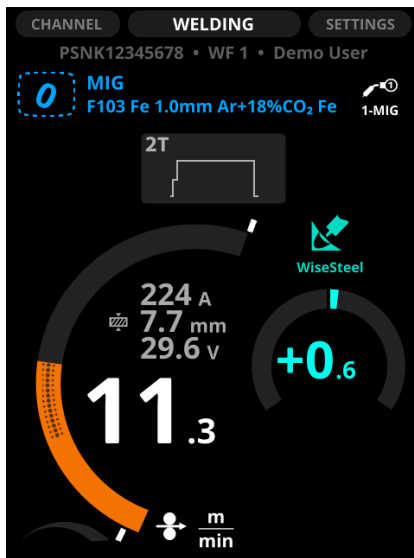 CHANNEL WELDING SETTINGS
PSNK12345678 • WF 1 • Demo User
0 MIG
F103 Fe 1.0mm Ar+18%CO₂ Fe
1
1-MIG
2T
WiseSteel
224 A
7.7 mm
29.6 V
+0.6
11.3
m
min